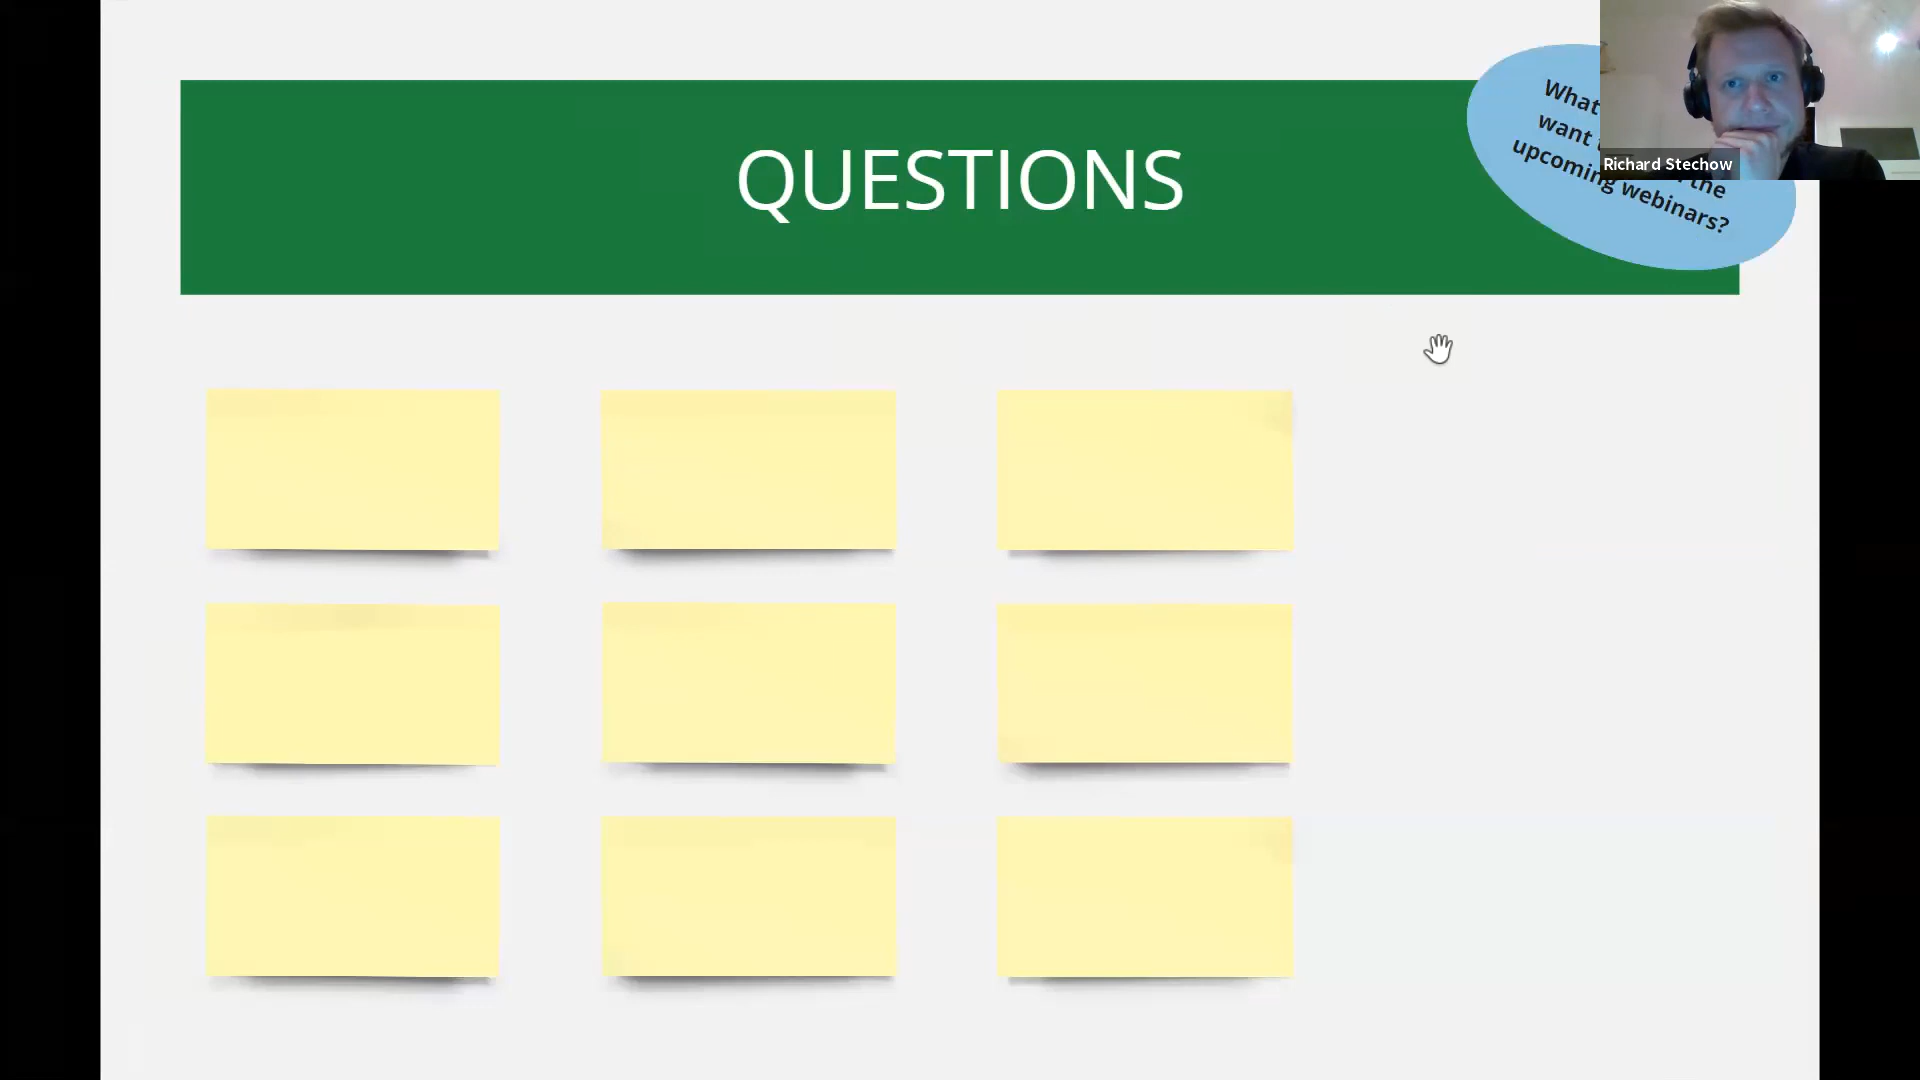 QUESTIONS
What
want
the
upcoming webinars?
Richard Stechow